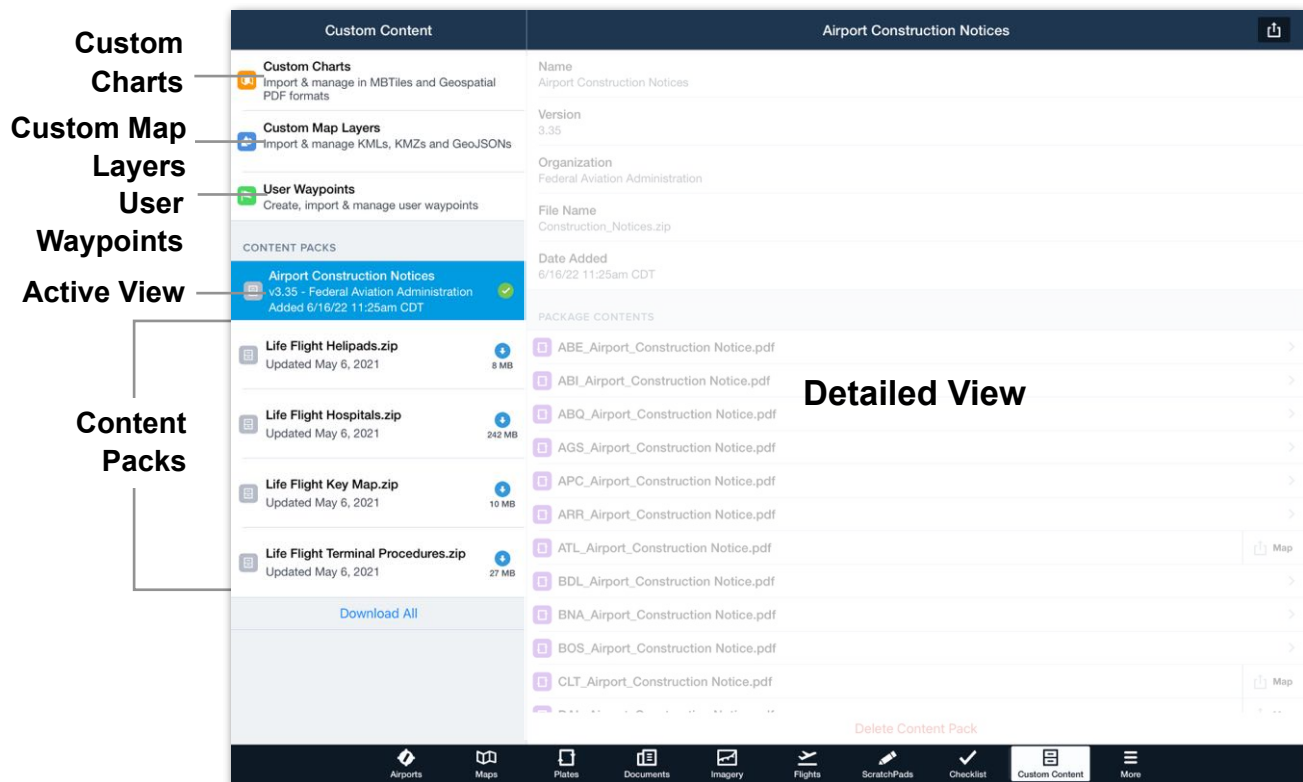 Custom
Charts
Custom Map
Layers
User
Waypoints
Active View
Content
Packs
Custom Content
Custom Charts
Import & manage in MBTiles and Geospatial
PDF formats
Custom Map Layers
Import & manage KMLs, KMZs and GeoJSONs
User Waypoints
Create, import & manage user waypoints
CONTENT PACKS
Airport Construction Notices
v3.35 - Federal Aviation Administration
Added 6/16/22 11:25am CDT
Life Flight Helipads.zip
Updated May 6, 2021
8 MB
Life Flight Hospitals.zip
Updated May 6, 2021
242 MB
Life Flight Key Map.zip
Updated May 6, 2021
10 MB
Life Flight Terminal Procedures.zip
Updated May 6, 2021
27 MB
Download All
Airport Construction Notices
Name
Airport Construction Notices
Version
3.35
Organization
Federal Aviation Administration
File Name
Construction_Notices.zip
Date Added
6/16/22 11:25am CDT
PACKAGE CONTENTS
ABE_Airport_Construction Notice.pdf
ABI_Airport_Construction Notice.pdf
Detailed View
ABQ_Airport_Construction Notice.pdf
AGS_Airport_Construction Notice.pdf
APC_Airport_Construction Notice.pdf
ARR_Airport_Construction Notice.pdf
ATL_Airport_Construction Notice.pdf Map
BDL_Airport_Construction Notice.pdf
BNA_Airport_Construction Notice.pdf
BOS_Airport_Construction Notice.pdf
CLT_Airport_Construction Notice.pdf Map
Delete Content Pack
Airports Maps Plates Documents Imagery Flights ScratchPads Checklist Custom Content More